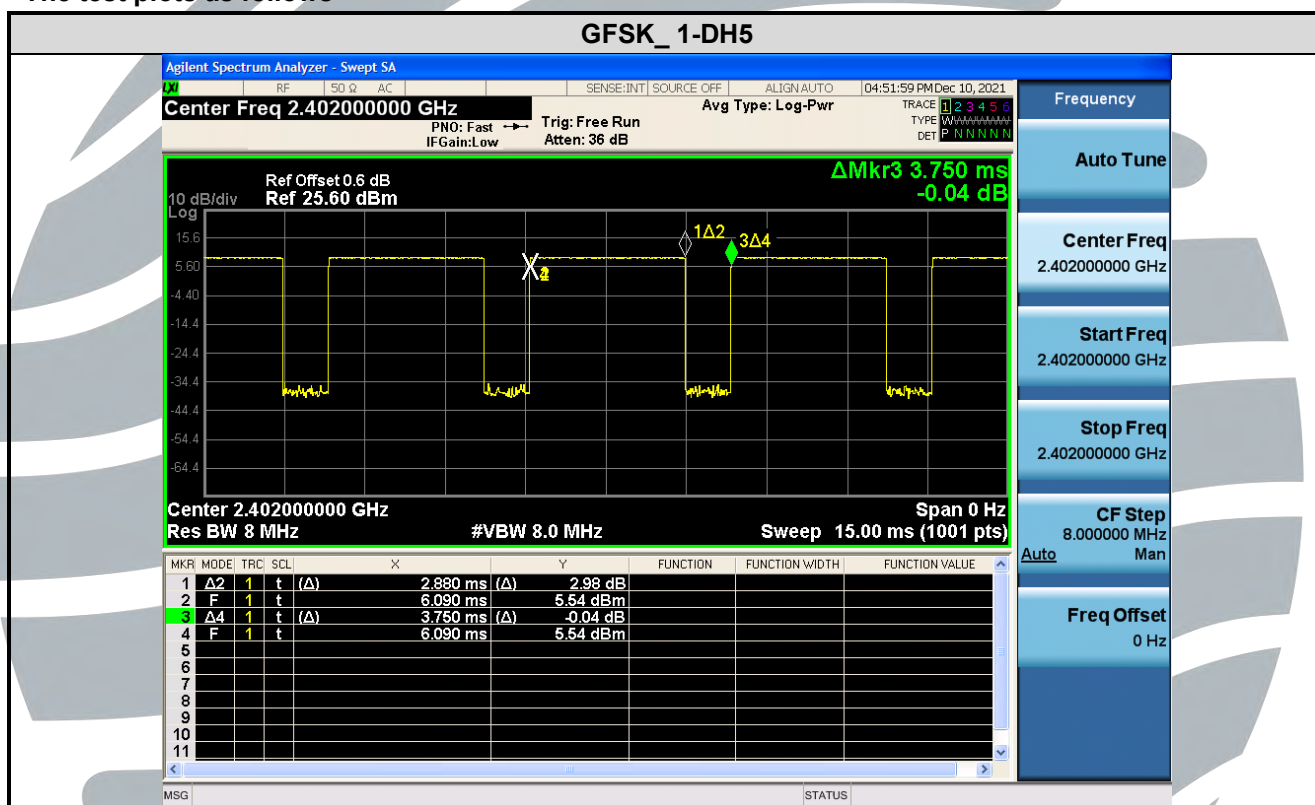 The test plots as follows
GFSK_ 1-DH5
Agilent Spectrum Analyzer - Swept SA
LXI RF 50 Ω AC SENSE:INT SOURCE OFF ALIGN AUTO 04:51:59 PM Dec 10, 2021
Center Freq 2.402000000 GHz
PNO: Fast
IFGain:Low
Trig: Free Run
Atten: 36 dB
Avg Type: Log-Pwr
TRACE 1 2 3 4 5 6
TYPE WWWWWWW
DET P N N N N N
ΔMkr3 3.750 ms
-0.04 dB
10 dB/div
Log
Ref Offset 0.6 dB
Ref 25.60 dBm
15.6
5.60
-4.40
-14.4
-24.4
-34.4
-44.4
-54.4
-64.4
1Δ2
3Δ4
Center 2.402000000 GHz
Span 0 Hz
Res BW 8 MHz
#VBW 8.0 MHz
Sweep 15.00 ms (1001 pts)
MKR MODE TRC SCL X Y FUNCTION FUNCTION WIDTH FUNCTION VALUE
1 Δ2 1 t (Δ) 2.880 ms (Δ) 2.98 dB
2 F 1 t 6.090 ms 5.54 dBm
3 Δ4 1 t (Δ) 3.750 ms (Δ) -0.04 dB
4 F 1 t 6.090 ms 5.54 dBm
5
6
7
8
9
10
11
MSG
STATUS
Frequency
Auto Tune
Center Freq
2.402000000 GHz
Start Freq
2.402000000 GHz
Stop Freq
2.402000000 GHz
CF Step
8.000000 MHz
Auto Man
Freq Offset
0 Hz